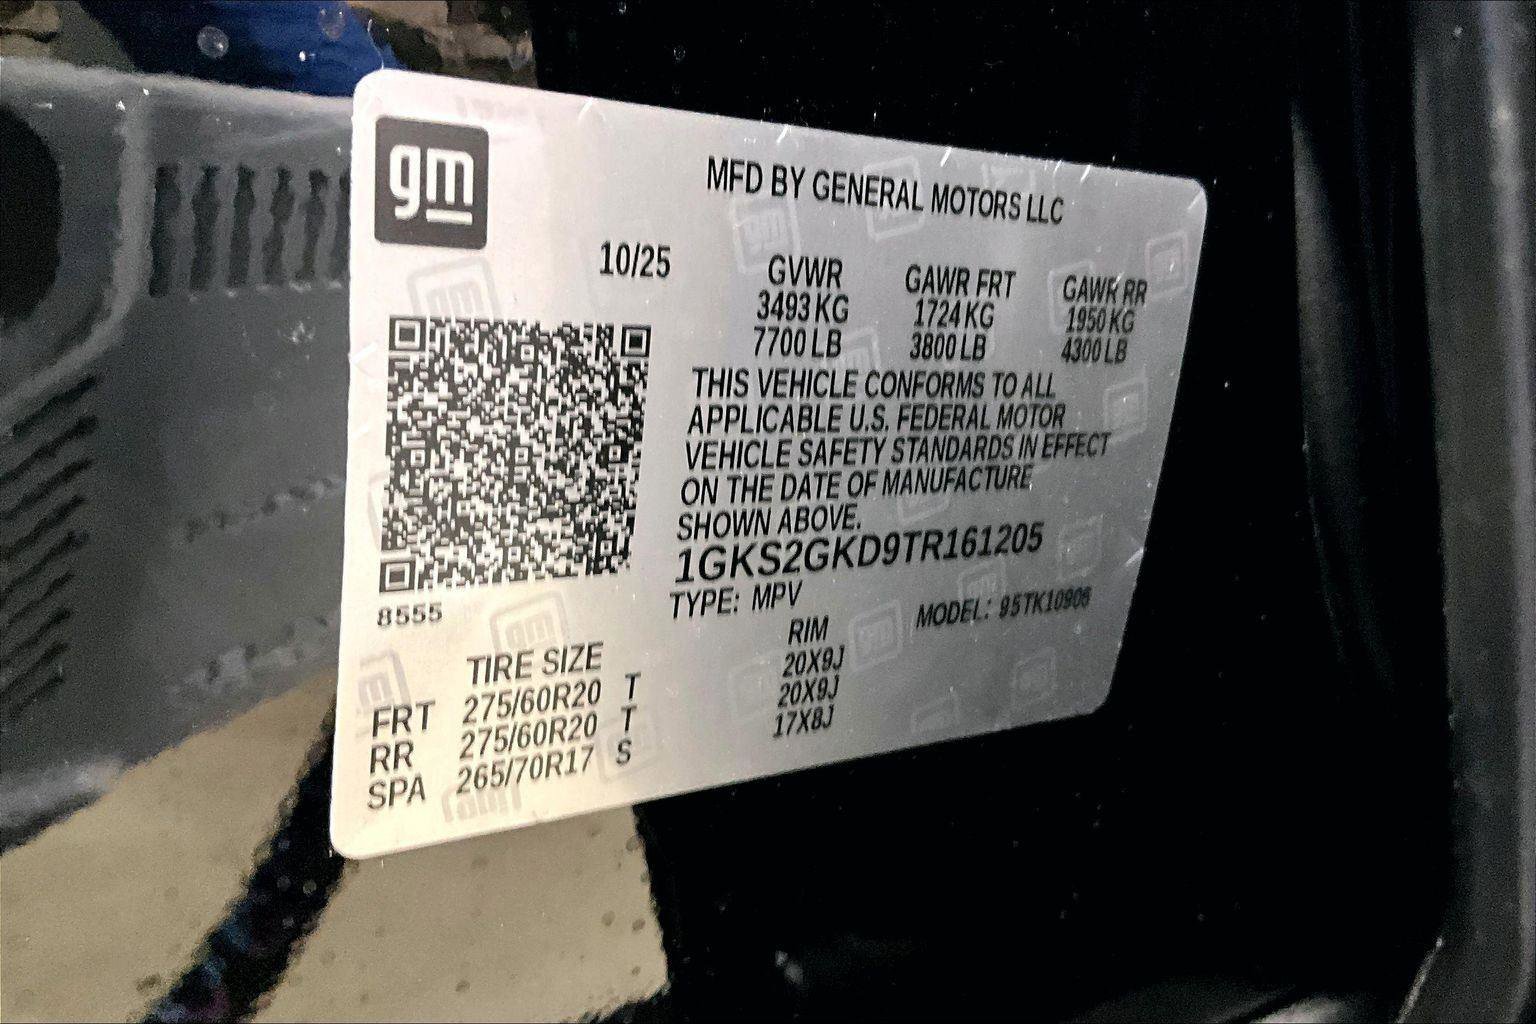 gm
MFD BY GENERAL MOTORS LLC
10/25
GVWR GAWR FRT GAWR RR
3493 KG 1724 KG 1950 KG
7700 LB 3800 LB 4300 LB
THIS VEHICLE CONFORMS TO ALL
APPLICABLE U.S. FEDERAL MOTOR
VEHICLE SAFETY STANDARDS IN EFFECT
ON THE DATE OF MANUFACTURE
SHOWN ABOVE.
1GKS2GKD9TR161205
TYPE: MPV MODEL: 95TK10906
8555
TIRE SIZE RIM
FRT 275/60R20 T 20X9J
RR 275/60R20 T 20X9J
SPA 265/70R17 S 17X8J